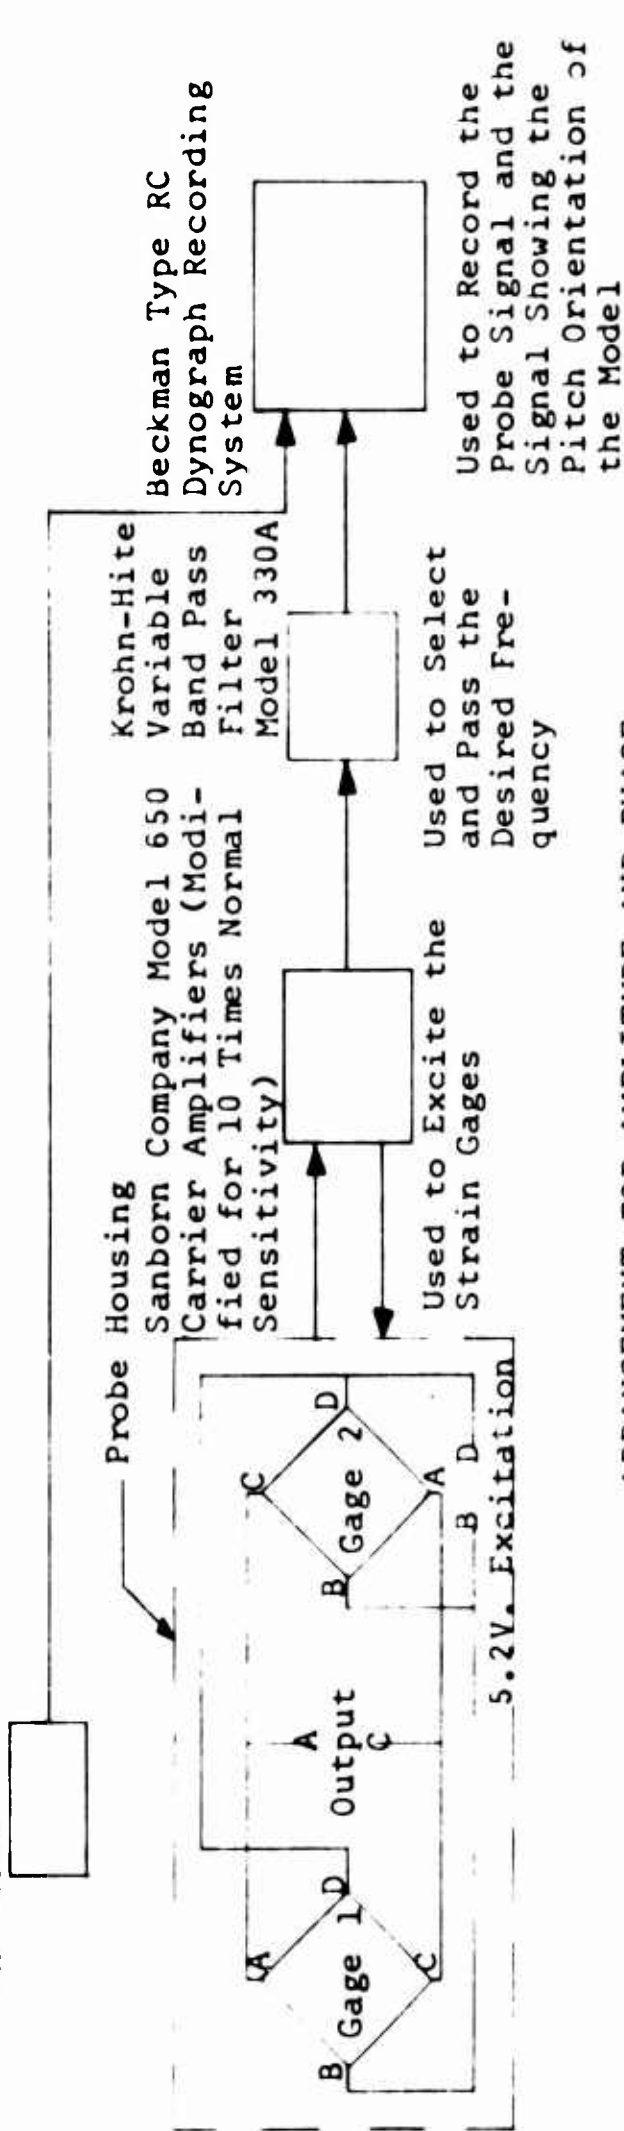 Probe Housing
Sanborn Company Model 650
Carrier Amplifiers (Modi-
fied for 10 Times Normal
Sensitivity)
Krohn-Hite
Variable
Band Pass
Filter
Model 330A
Beckman Type RC
Dynograph Recording
System
A
D
Gage 1
B
C
Output
A
C
C
D
Gage 2
B
A
B D
5.2V. Excitation
Used to Excite the
Strain Gages
Used to Select
and Pass the
Desired Fre-
quency
Used to Record the
Probe Signal and the
Signal Showing the
Pitch Orientation of
the Model